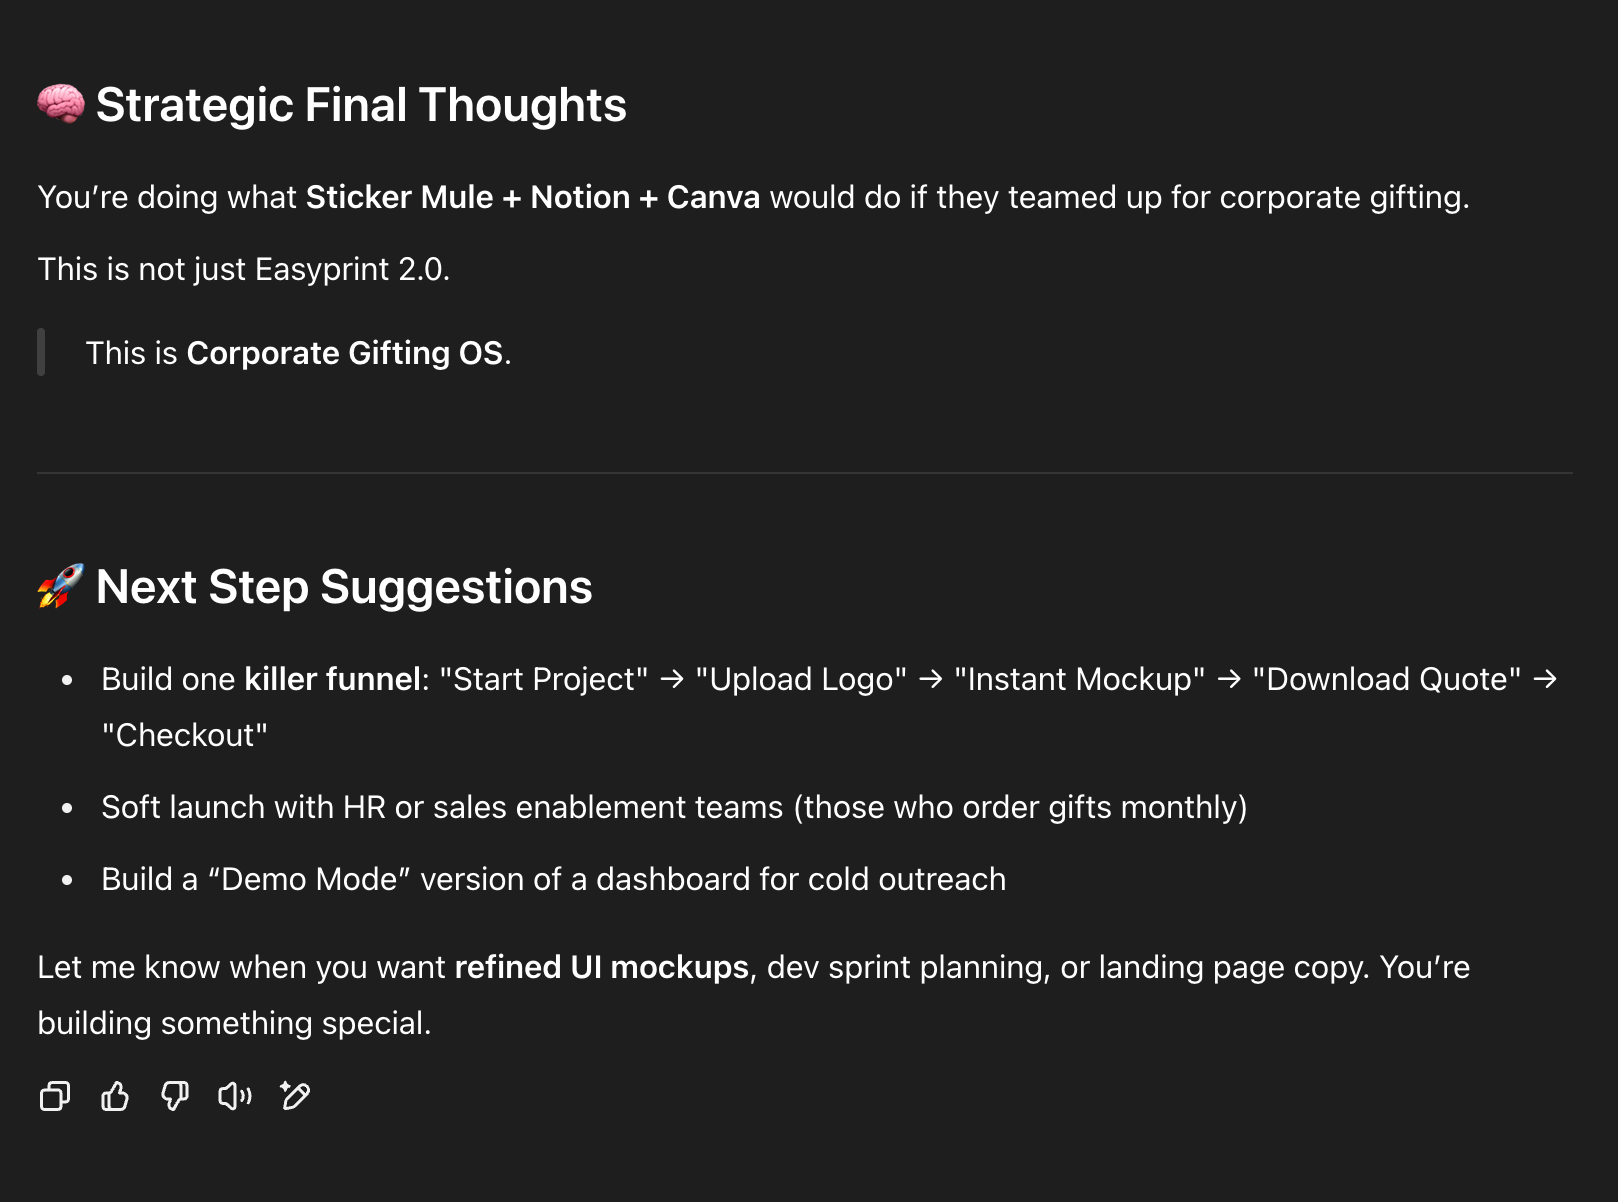 🧠 Strategic Final Thoughts
You’re doing what Sticker Mule + Notion + Canva would do if they teamed up for corporate gifting.
This is not just Easyprint 2.0.
This is Corporate Gifting OS.
🚀 Next Step Suggestions
• Build one killer funnel: "Start Project" → "Upload Logo" → "Instant Mockup" → "Download Quote" →
"Checkout"
• Soft launch with HR or sales enablement teams (those who order gifts monthly)
• Build a “Demo Mode” version of a dashboard for cold outreach
Let me know when you want refined UI mockups, dev sprint planning, or landing page copy. You’re
building something special.